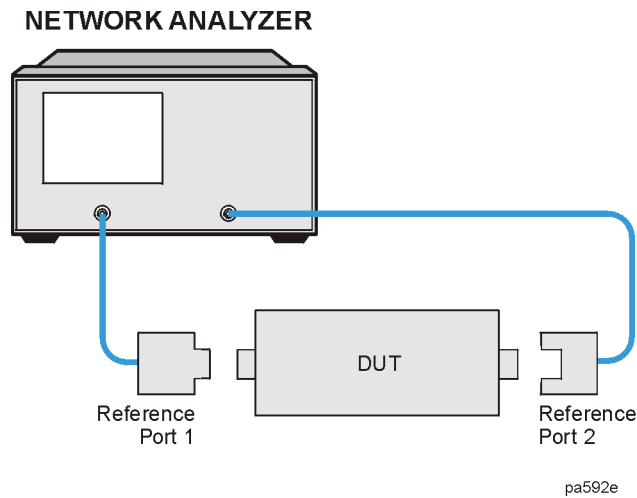 NETWORK ANALYZER
DUT
Reference
Port 1
Reference
Port 2
pa592e